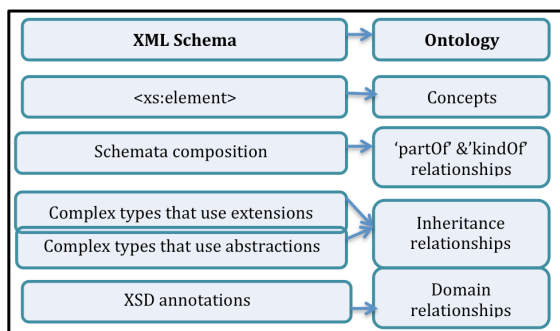 XML Schema
Ontology
<xs:element>
Concepts
Schemata composition
‘partOf’ &’kindOf’
relationships
Complex types that use extensions
Complex types that use abstractions
Inheritance
relationships
XSD annotations
Domain
relationships